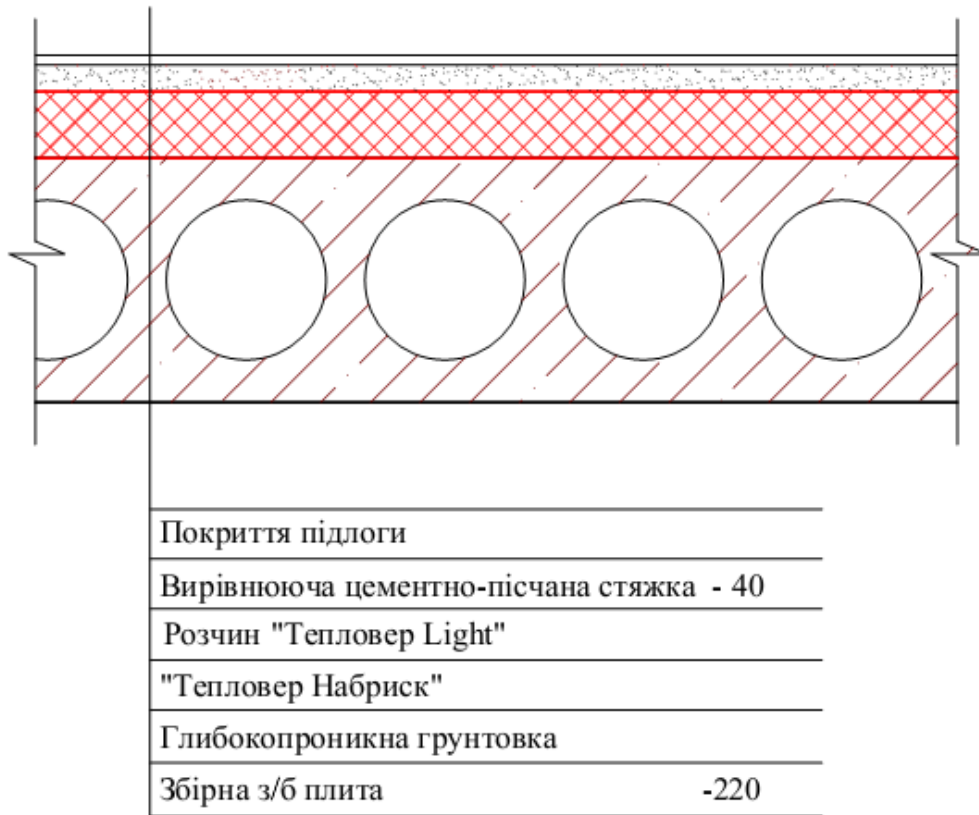 Покриття підлоги
Вирівнююча цементно-пісчана стяжка - 40
Розчин "Тепловер Light"
"Тепловер Набриск"
Глибокопроникна грунтовка
Збірна з/б плита -220